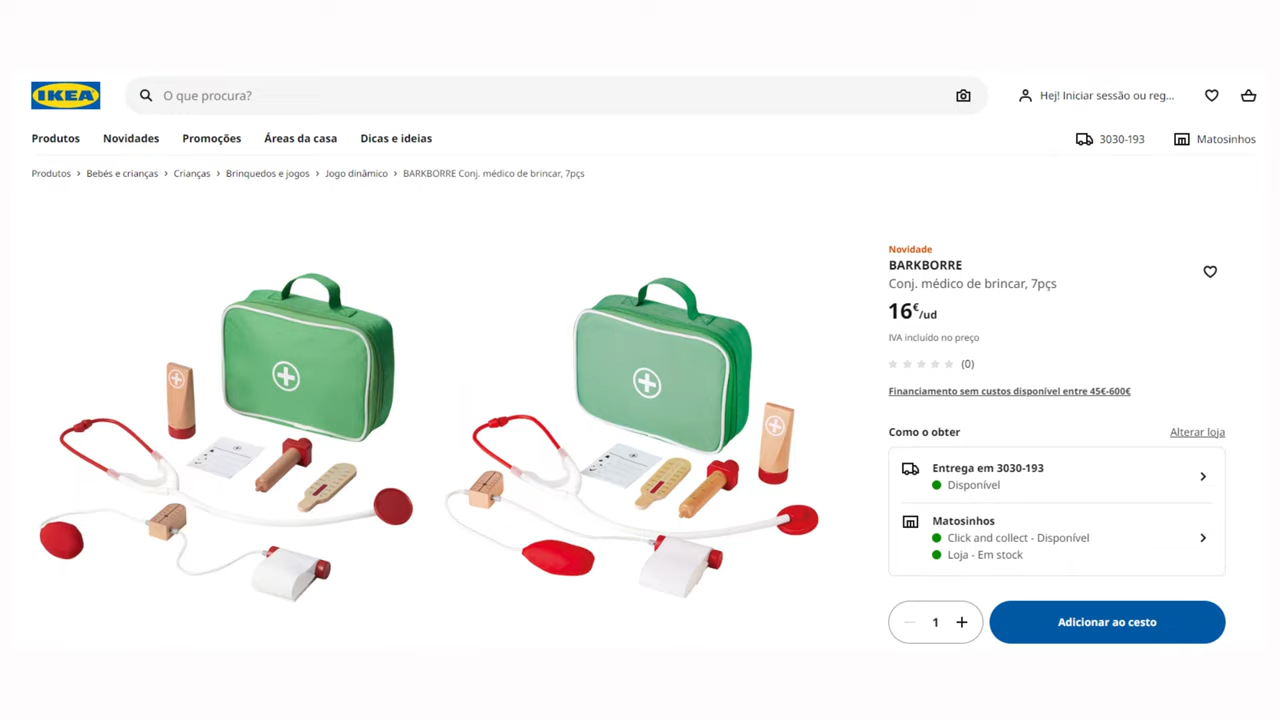 IKEA
O que procura?
Hej! Iniciar sessão ou reg...
Produtos Novidades Promoções Áreas da casa Dicas e ideias
3030-193 Matosinhos
Produtos › Bebés e crianças › Crianças › Brinquedos e jogos › Jogo dinâmico › BARKBORRE Conj. médico de brincar, 7pçs
Novidade
BARKBORRE
Conj. médico de brincar, 7pçs
16€/ud
IVA incluído no preço
(0)
Financiamento sem custos disponível entre 45€-600€
Como o obter Alterar loja
Entrega em 3030-193
Disponível
Matosinhos
Click and collect - Disponível
Loja - Em stock
1
Adicionar ao cesto